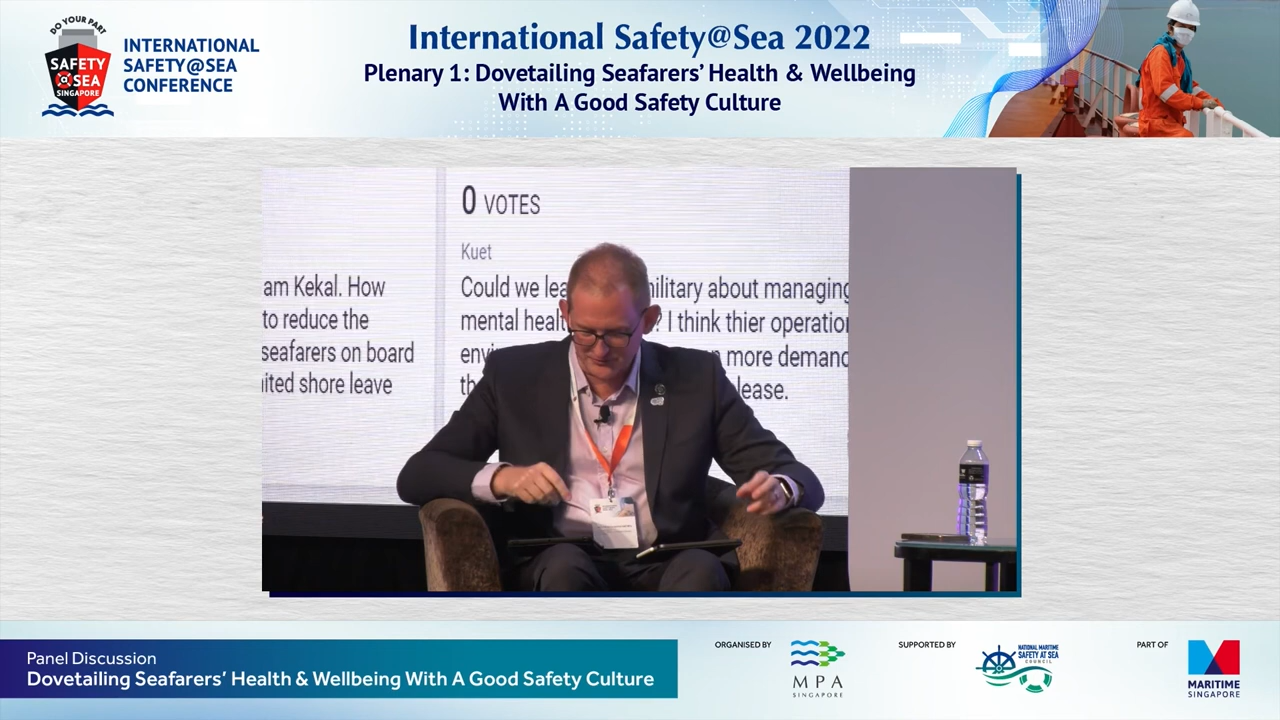 DO YOUR PART
SAFETY
@SEA
SINGAPORE
INTERNATIONAL
SAFETY@SEA
CONFERENCE
International Safety@Sea 2022
Plenary 1: Dovetailing Seafarers' Health & Wellbeing
With A Good Safety Culture
am Kekal. How
to reduce the
seafarers on board
ited shore leave
0 VOTES
Kuet
Could we lea military about managing
mental healt ? I think thier operation
envi n more demand
th lease.
Panel Discussion
Dovetailing Seafarers' Health & Wellbeing With A Good Safety Culture
ORGANISED BY
MPA
SINGAPORE
SUPPORTED BY
NATIONAL MARITIME
SAFETY AT SEA
COUNCIL
PART OF
MARITIME
SINGAPORE